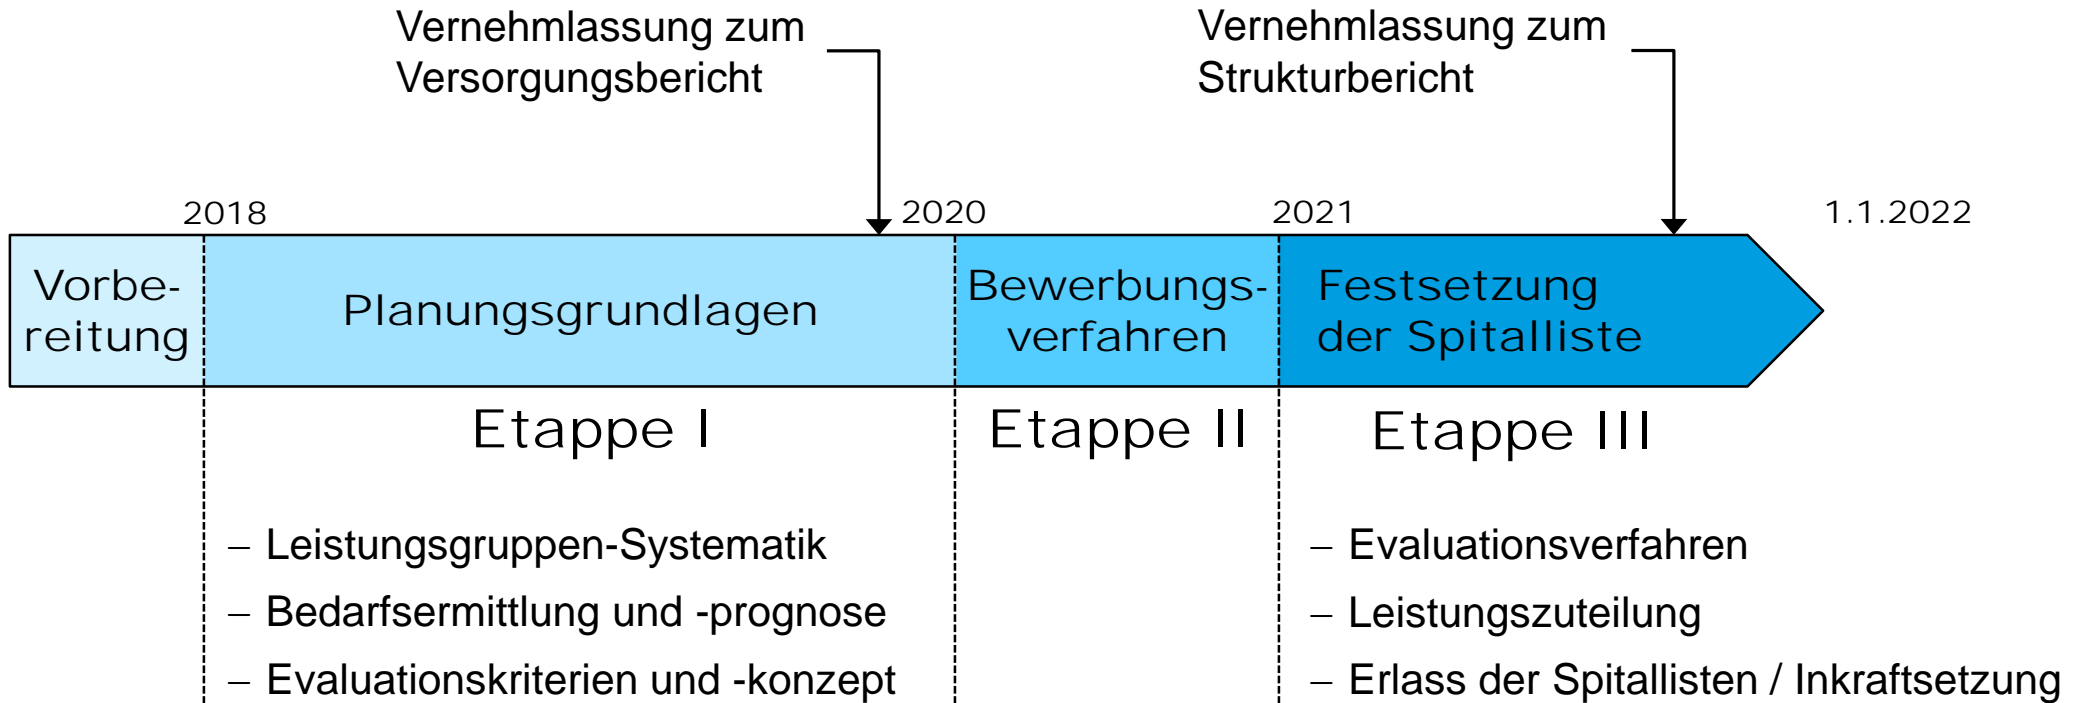 Vernehmlassung zum
Versorgungsbericht
Vernehmlassung zum
Strukturbericht
2018
2020
2021
1.1.2022
Vorbe-
reitung
Planungsgrundlagen
Bewerbungs-
verfahren
Festsetzung
der Spitalliste
Etappe I
Etappe II
Etappe III
– Leistungsgruppen-Systematik
– Bedarfsermittlung und -prognose
– Evaluationskriterien und -konzept
– Evaluationsverfahren
– Leistungszuteilung
– Erlass der Spitallisten / Inkraftsetzung